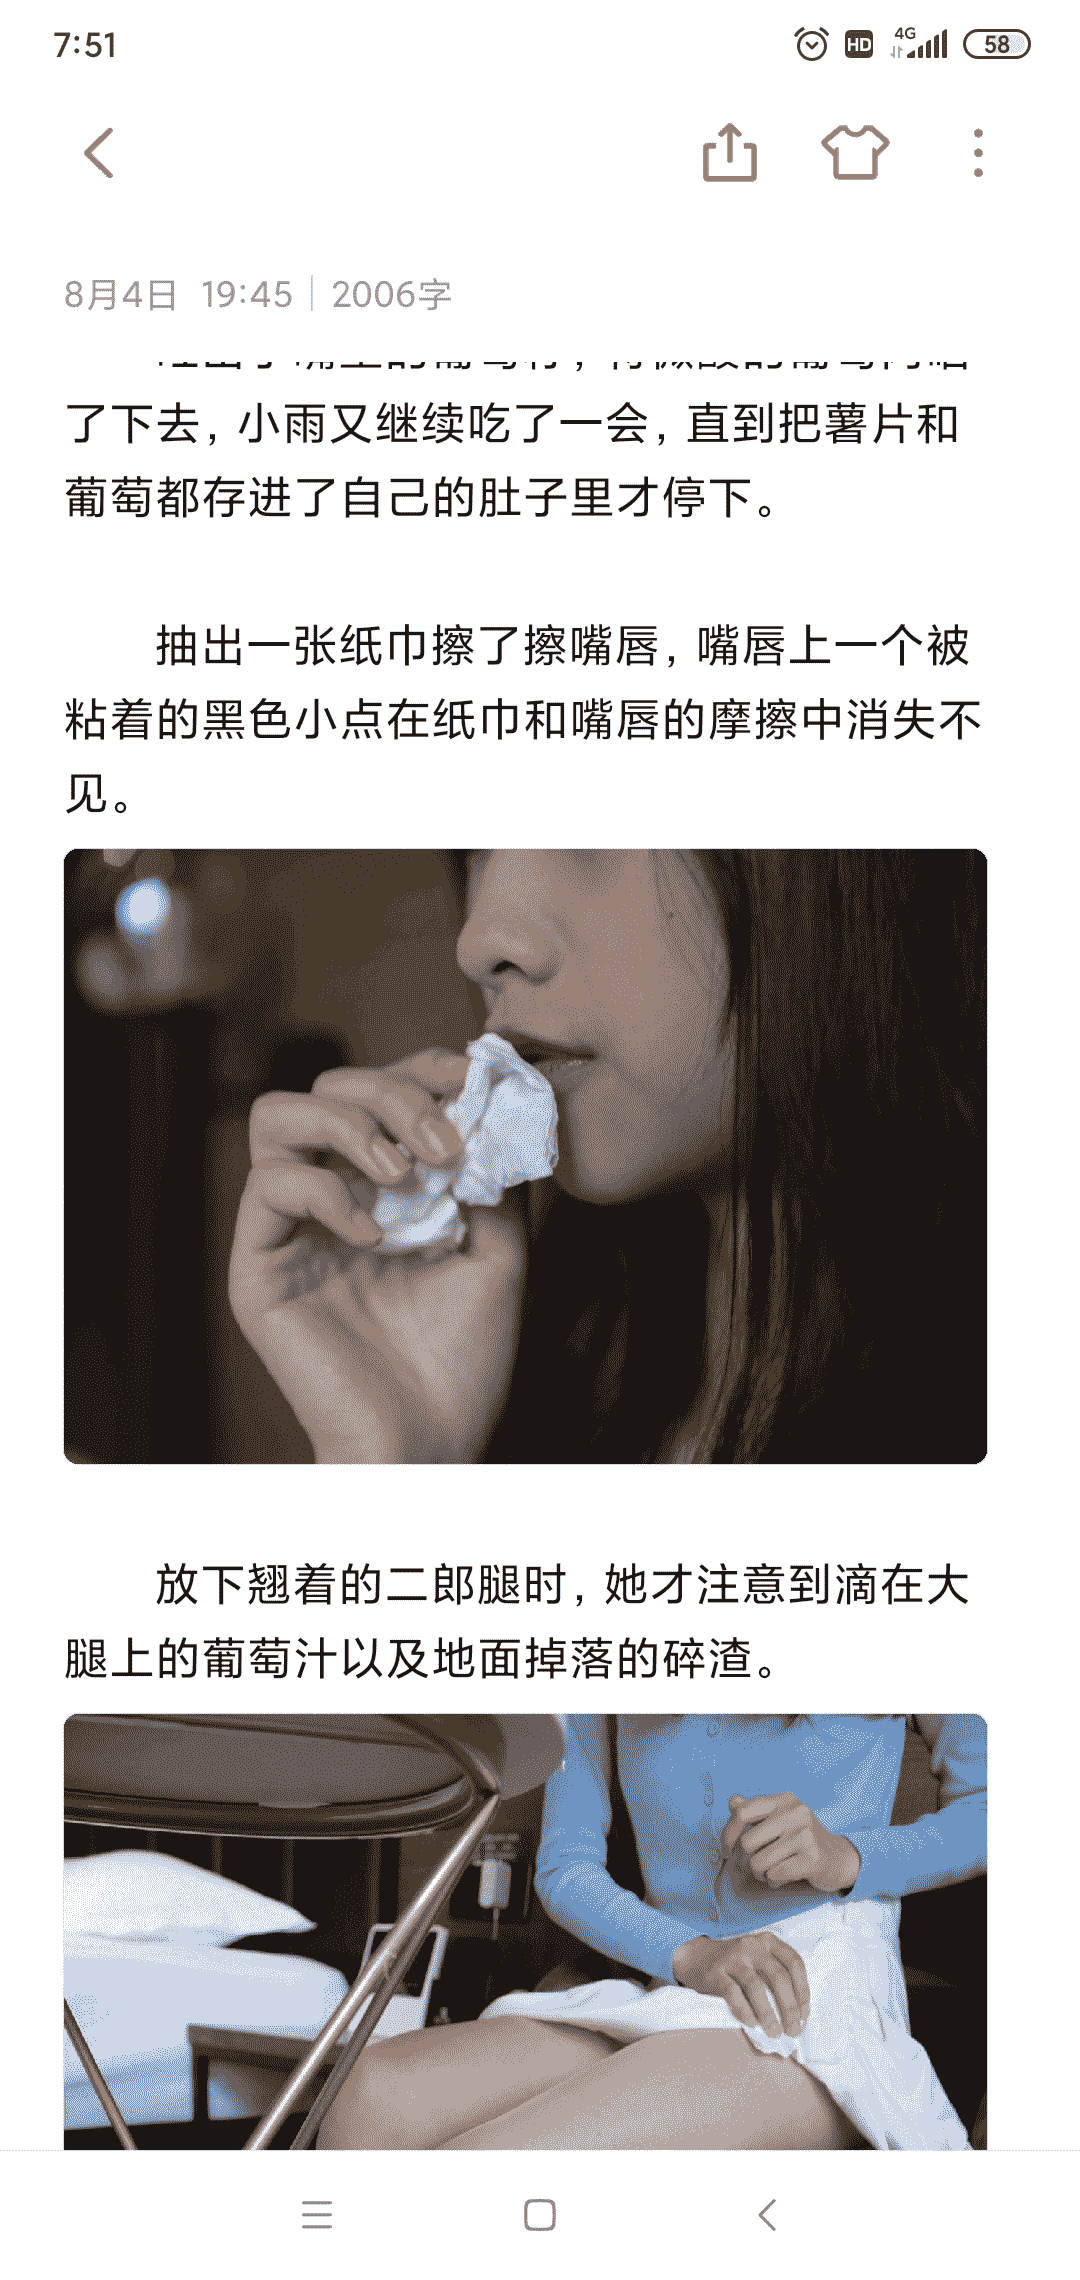 7:51
HD 4G 58
8月4日 19:45 | 2006字
了下去，小雨又继续吃了一会，直到把薯片和
葡萄都存进了自己的肚子里才停下。
抽出一张纸巾擦了擦嘴唇，嘴唇上一个被
粘着的黑色小点在纸巾和嘴唇的摩擦中消失不
见。
放下翘着的二郎腿时，她才注意到滴在大
腿上的葡萄汁以及地面掉落的碎渣。